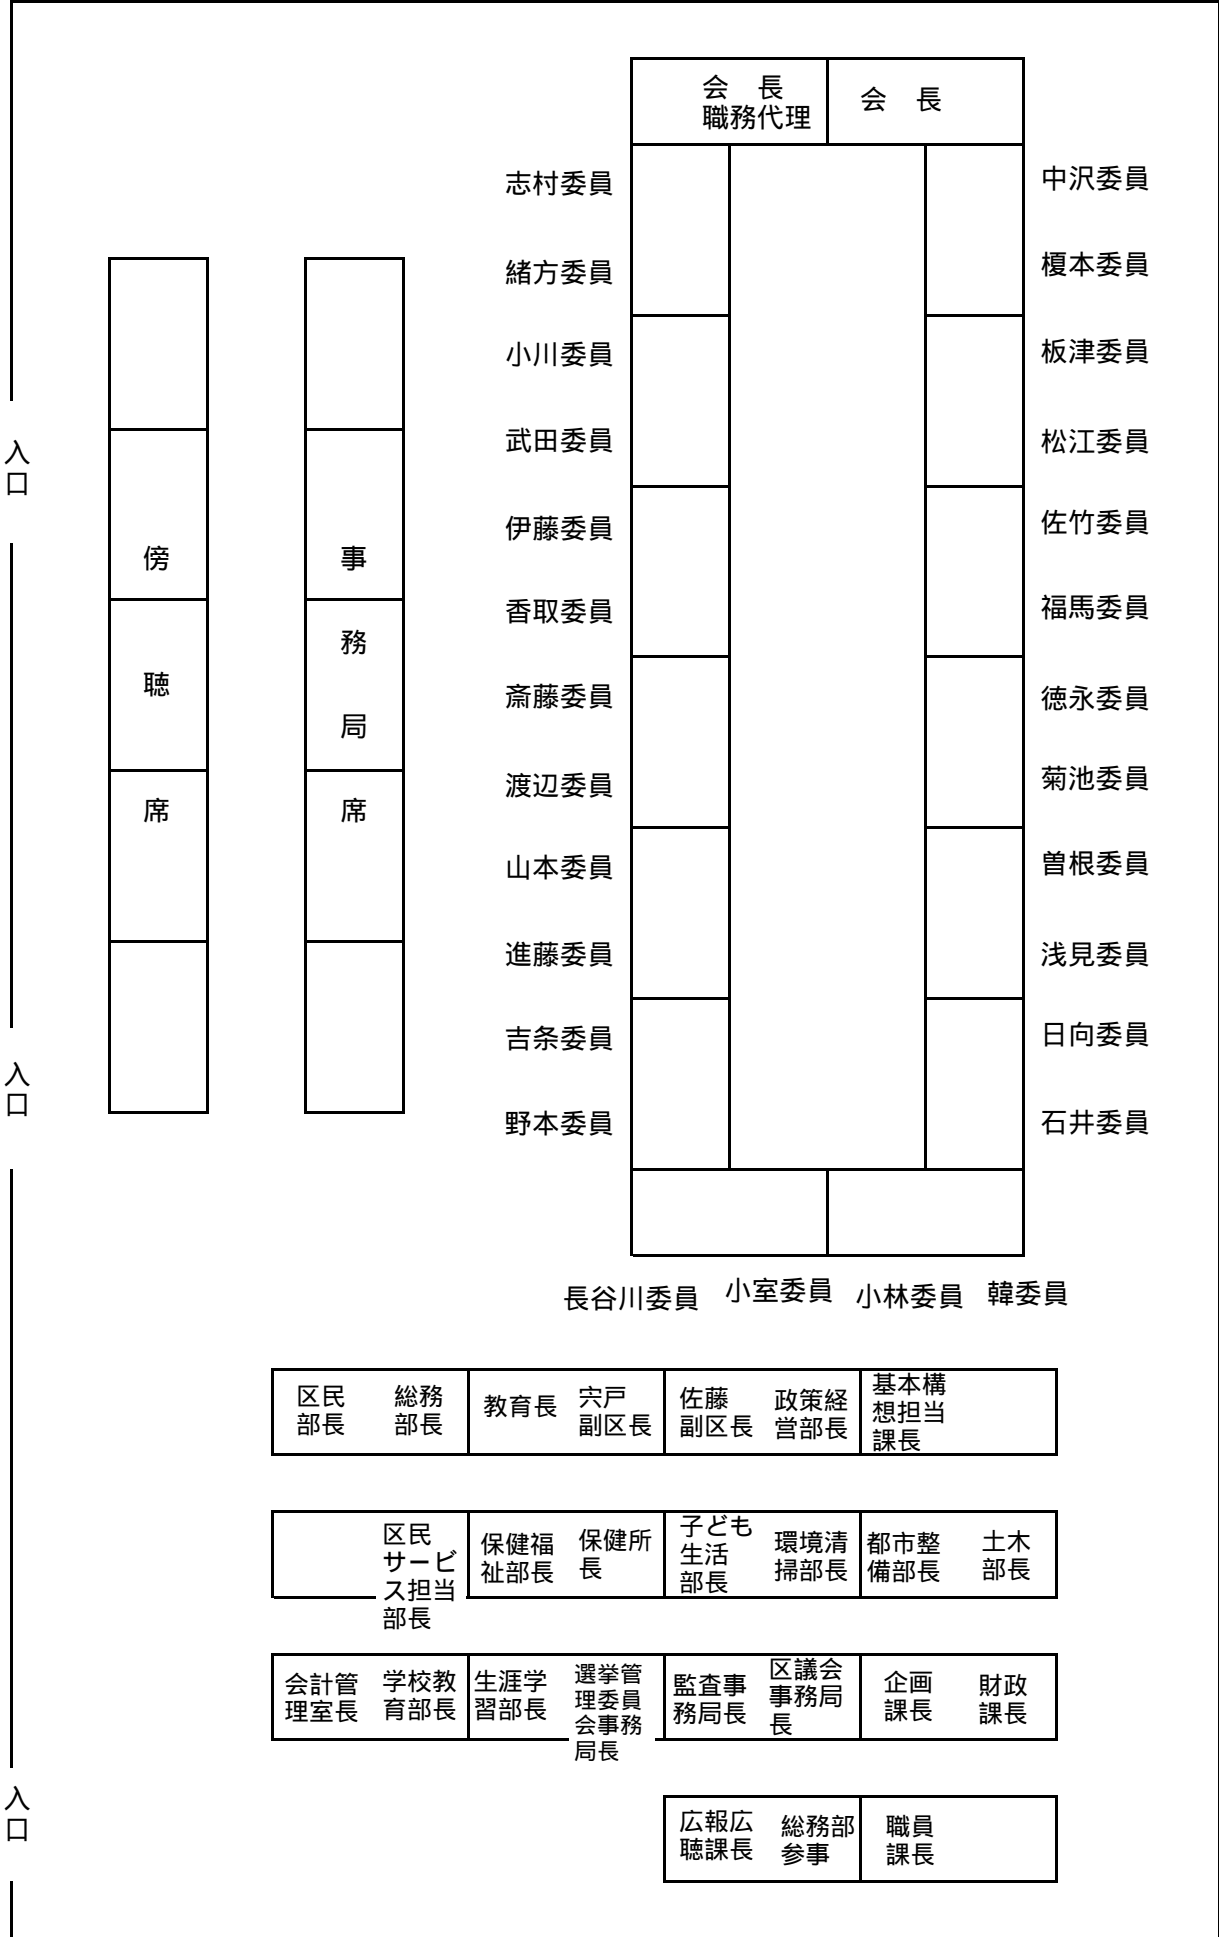 会　長
職務代理
会　長
志村委員
中沢委員
緒方委員
榎本委員
小川委員
板津委員
武田委員
松江委員
伊藤委員
佐竹委員
香取委員
福馬委員
斎藤委員
徳永委員
渡辺委員
菊池委員
山本委員
曽根委員
進藤委員
浅見委員
吉条委員
日向委員
野本委員
石井委員
長谷川委員
小室委員
小林委員
韓委員
傍
聴
席
事
務
局
席
入
口
入
口
入
口
区民
部長
総務
部長
教育長
宍戸
副区長
佐藤
副区長
政策経
営部長
基本構
想担当
課長
区民
サービ
ス担当
部長
保健福
祉部長
保健所
長
子ども
生活
部長
環境清
掃部長
都市整
備部長
土木
部長
会計管
理室長
学校教
育部長
生涯学
習部長
選挙管
理委員
会事務
局長
監査事
務局長
区議会
事務局
長
企画
課長
財政
課長
広報広
聴課長
総務部
参事
職員
課長